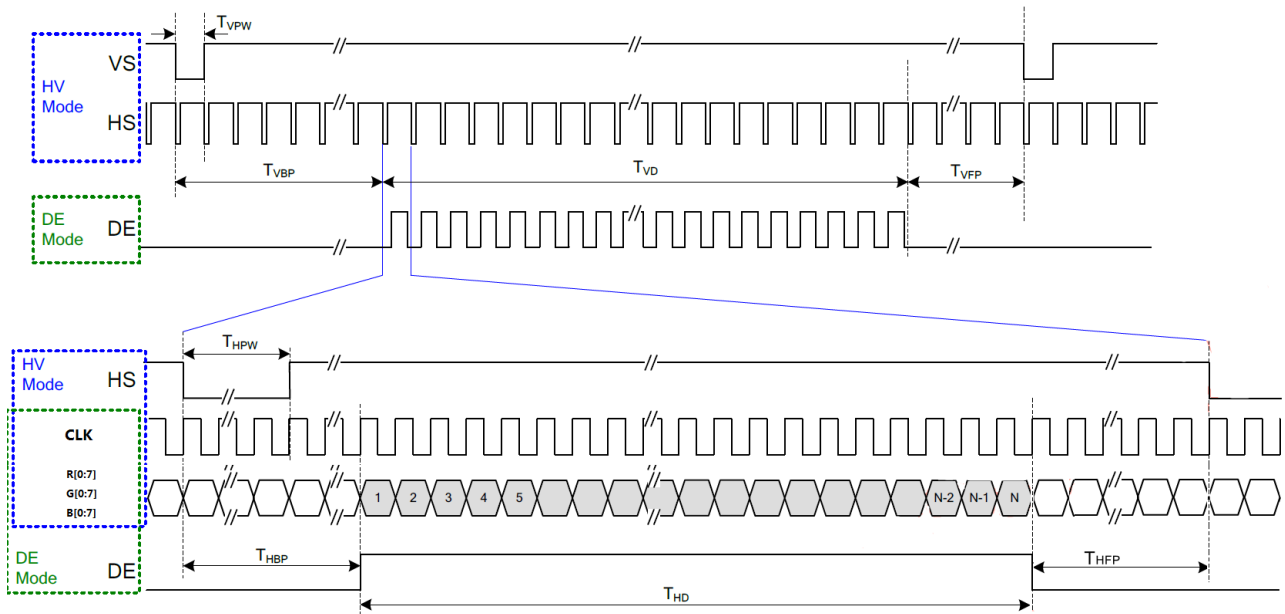 T_VPW
HV
Mode
VS
HS
T_VBP
T_VD
T_VFP
DE
Mode
DE
HV
Mode
T_HPW
HS
CLK
R[0:7]
G[0:7]
B[0:7]
1 2 3 4 5 N-2 N-1 N
DE
Mode
DE
T_HBP
T_HFP
T_HD